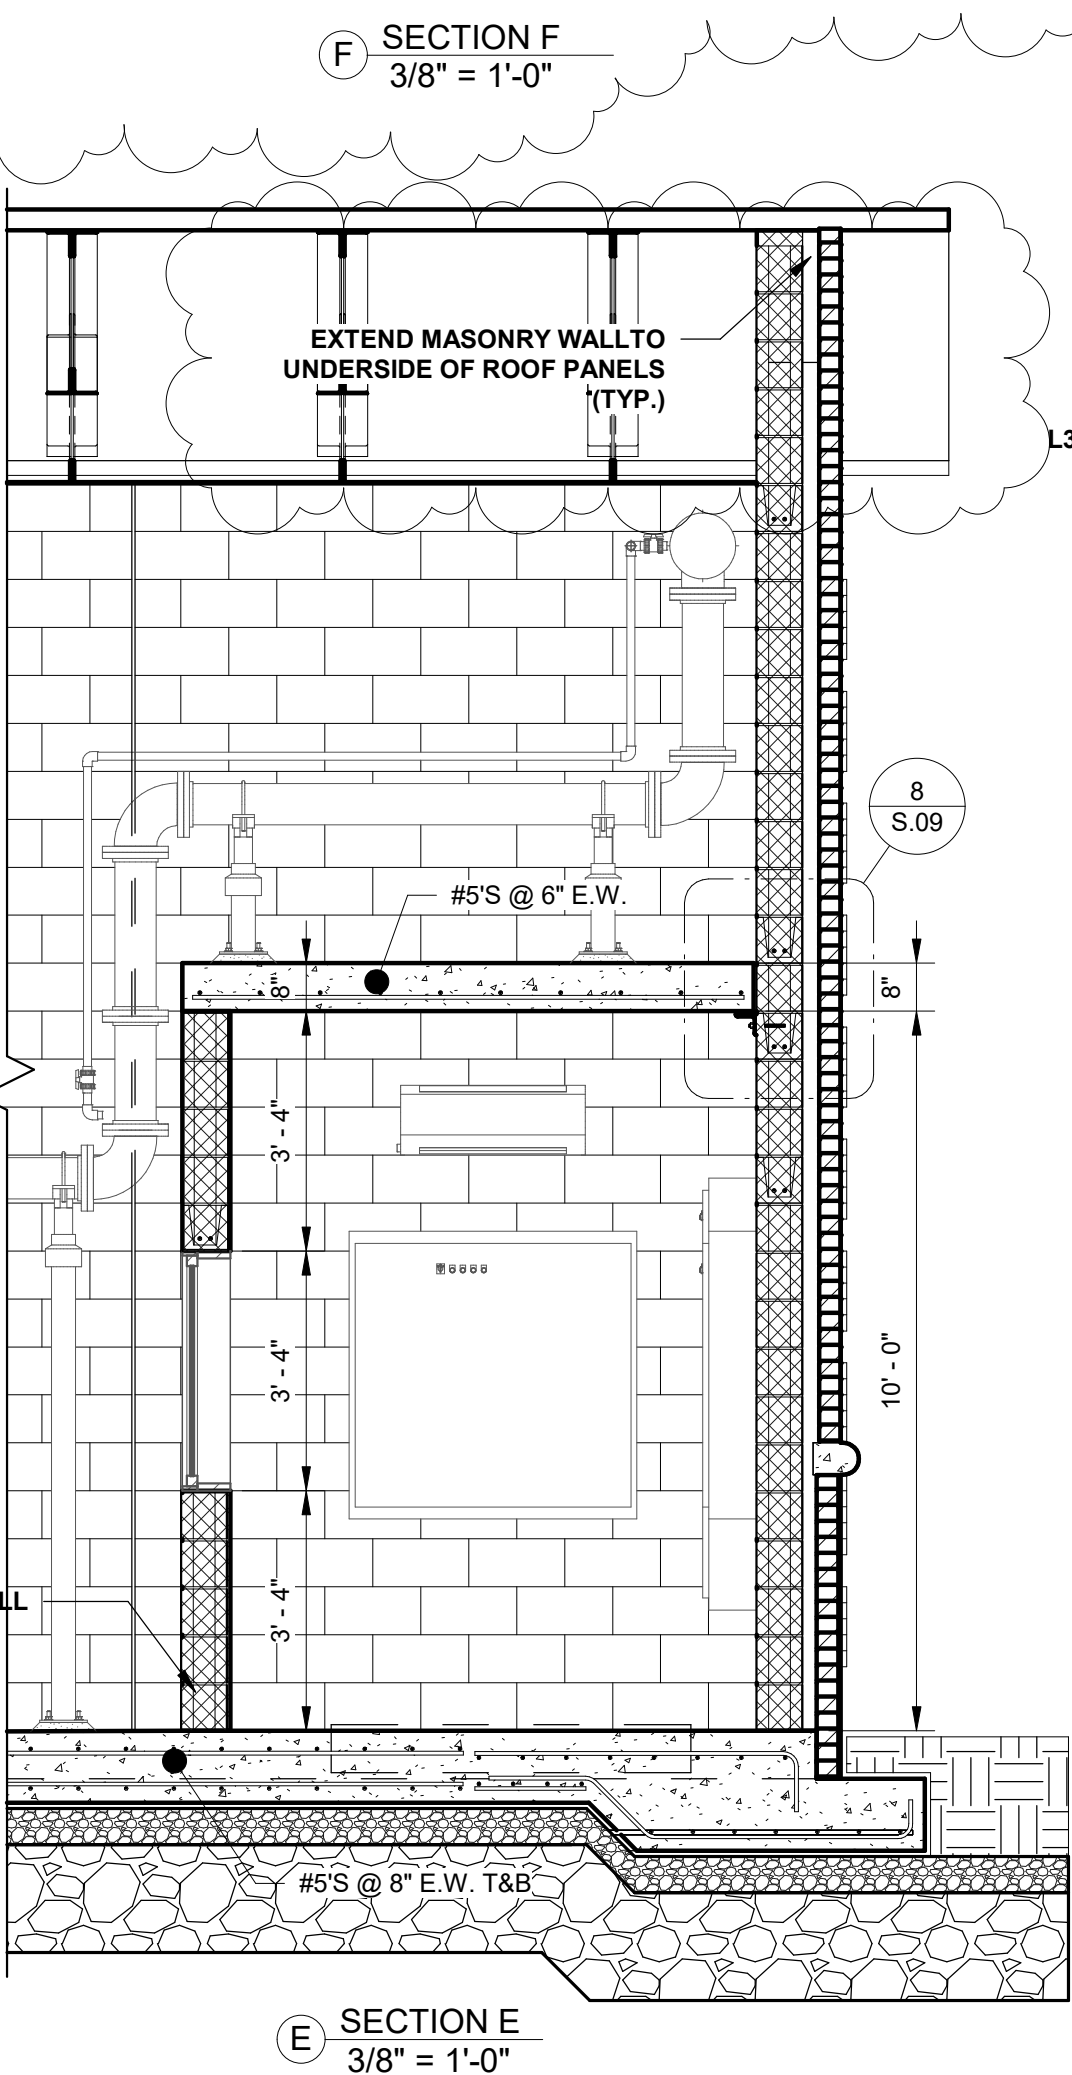 F SECTION F
3/8" = 1'-0"
EXTEND MASONRY WALLTO
UNDERSIDE OF ROOF PANELS
(TYP.)
L3
8
S.09
#5'S @ 6" E.W.
8"
8"
3' - 4"
3' - 4"
10' - 0"
3' - 4"
LL
#5'S @ 8" E.W. T&B
E SECTION E
3/8" = 1'-0"